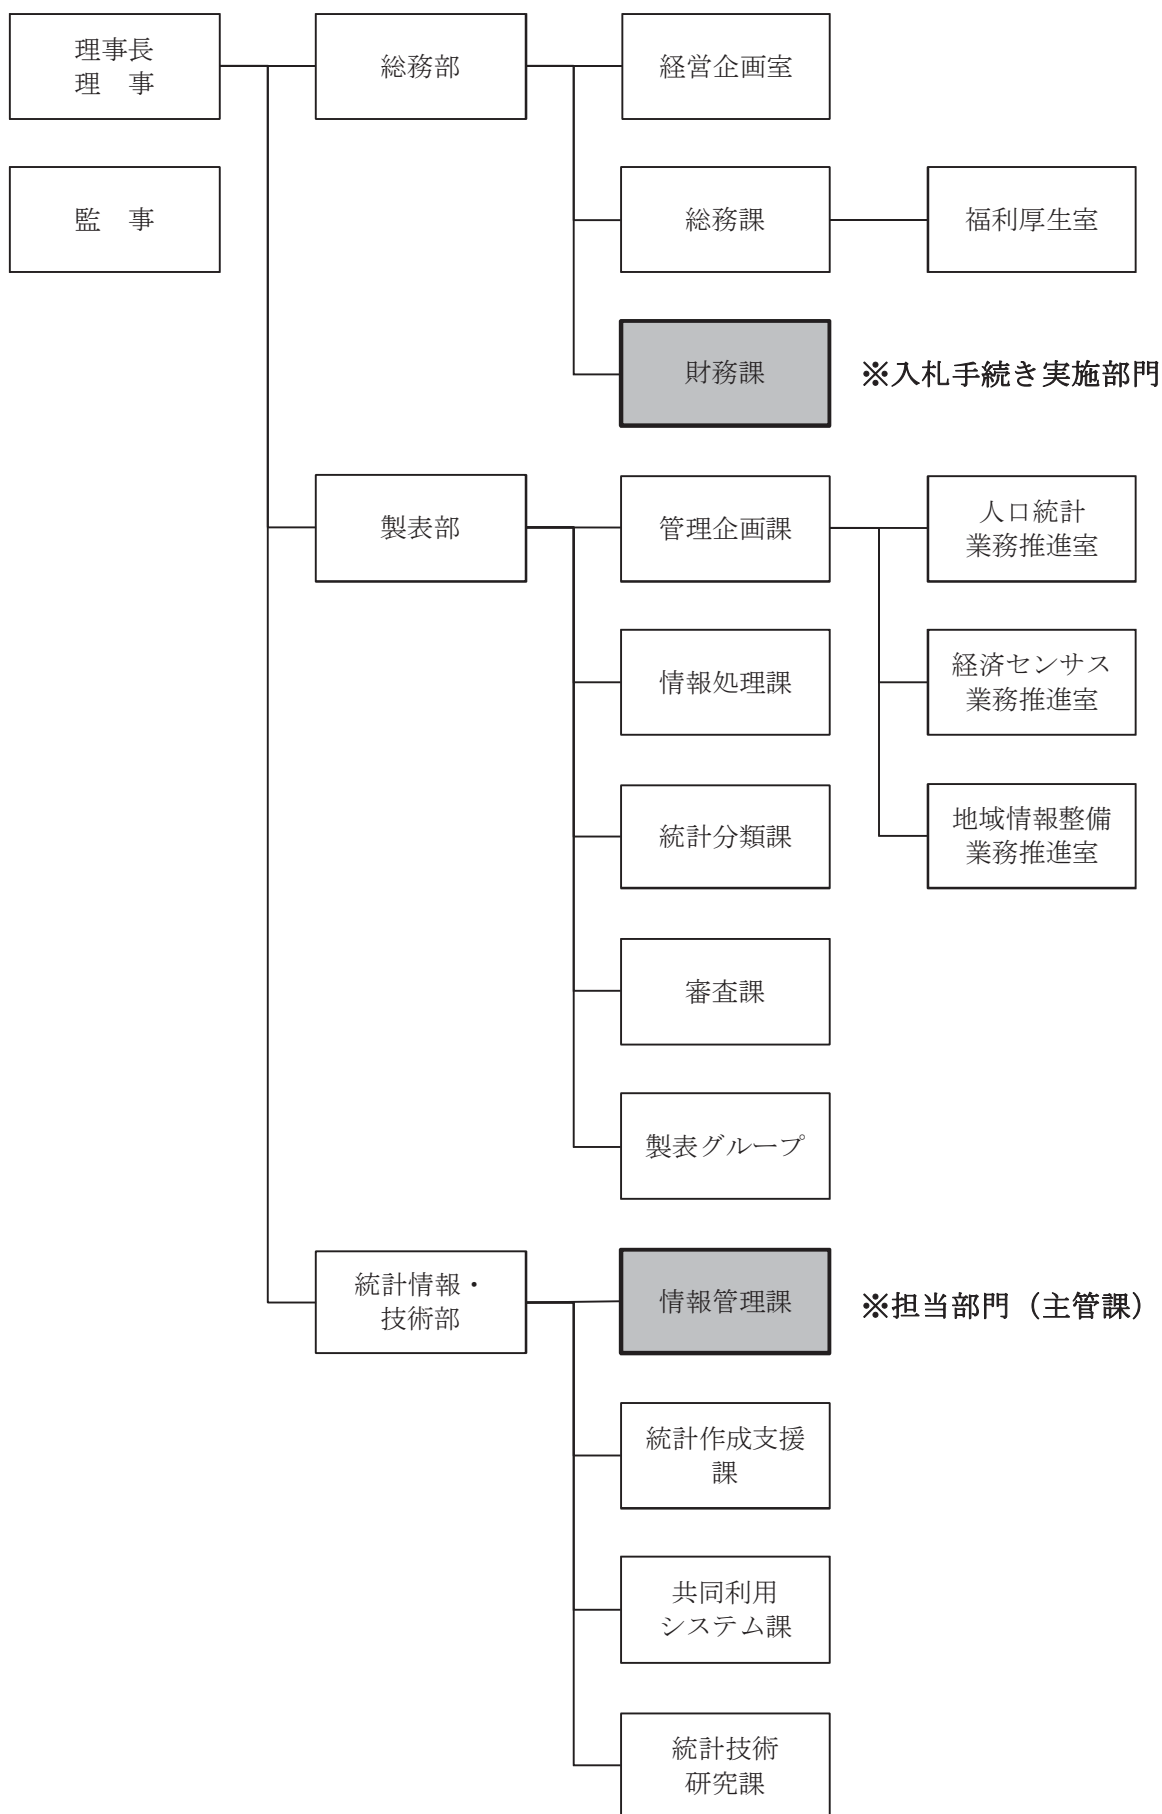 理事長
理　事
総務部
経営企画室
監　事
総務課
福利厚生室
財務課
※入札手続き実施部門
製表部
管理企画課
人口統計
業務推進室
情報処理課
経済センサス
業務推進室
統計分類課
地域情報整備
業務推進室
審査課
製表グループ
統計情報・
技術部
情報管理課
※担当部門（主管課）
統計作成支援
課
共同利用
システム課
統計技術
研究課